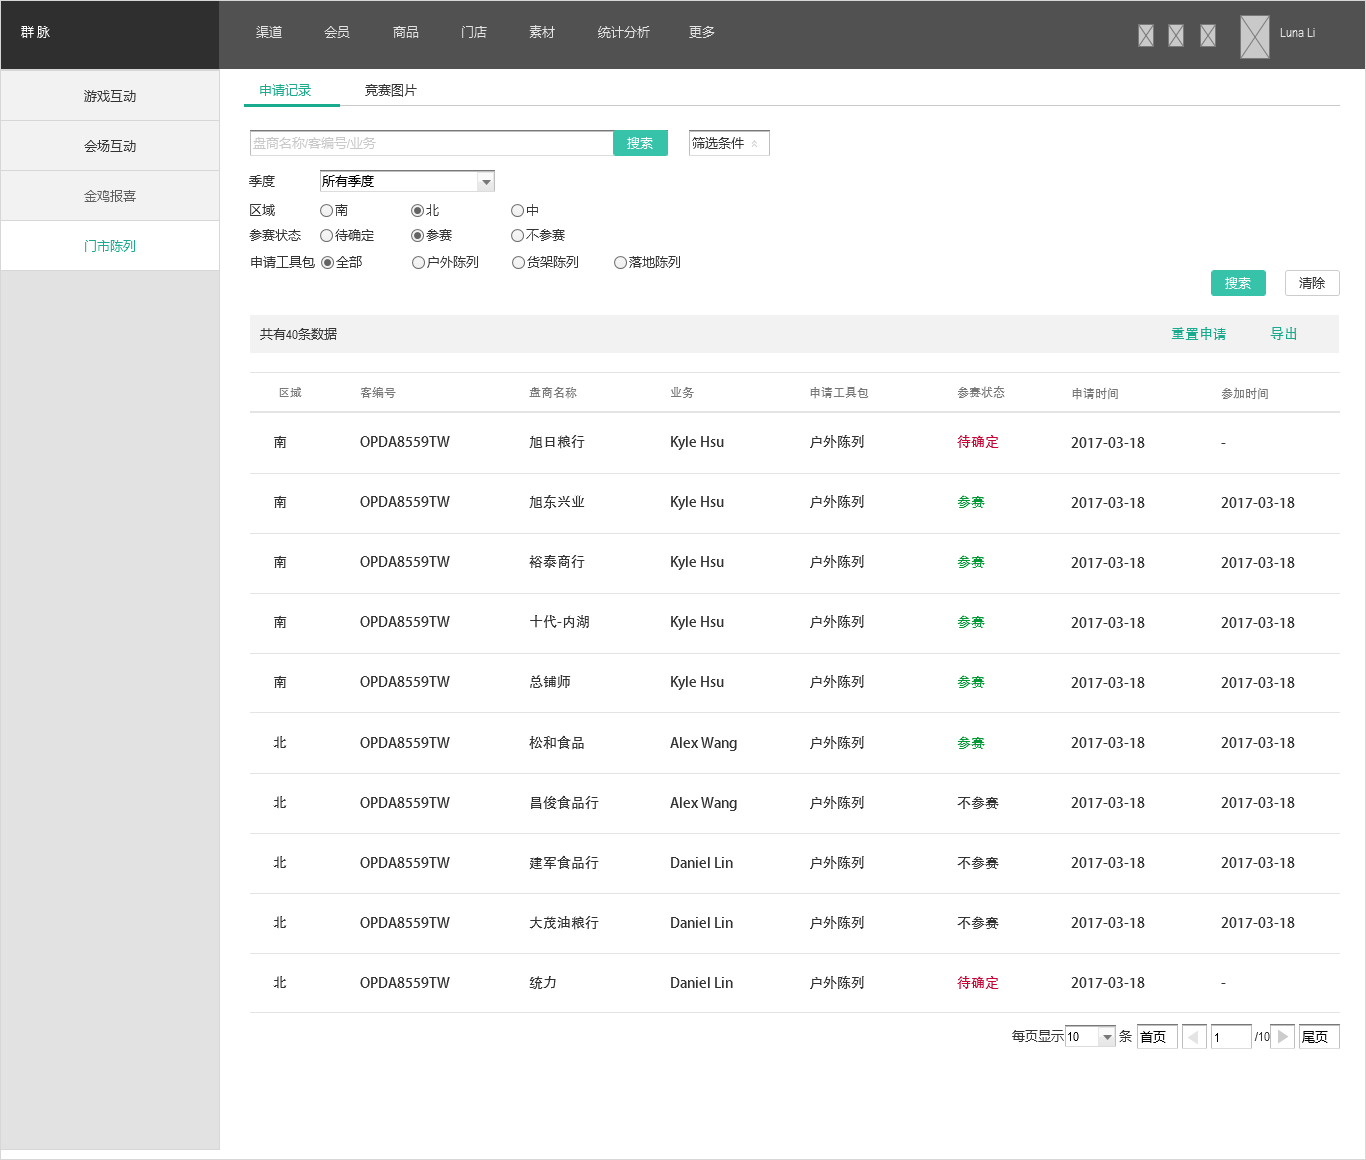 群脉 渠道 会员 商品 门店 素材 统计分析 更多 Luna Li
游戏互动
会场互动
金鸡报喜
门市陈列
申请记录 竞赛图片
盘商名称/客编号/业务 搜索 筛选条件
季度 所有季度
区域 南 北 中
参赛状态 待确定 参赛 不参赛
申请工具包 全部 户外陈列 货架陈列 落地陈列
搜索 清除
共有40条数据 重置申请 导出
区域 客编号 盘商名称 业务 申请工具包 参赛状态 申请时间 参加时间
南 OPDA8559TW 旭日粮行 Kyle Hsu 户外陈列 待确定 2017-03-18 -
南 OPDA8559TW 旭东兴业 Kyle Hsu 户外陈列 参赛 2017-03-18 2017-03-18
南 OPDA8559TW 裕泰商行 Kyle Hsu 户外陈列 参赛 2017-03-18 2017-03-18
南 OPDA8559TW 十代-内湖 Kyle Hsu 户外陈列 参赛 2017-03-18 2017-03-18
南 OPDA8559TW 总铺师 Kyle Hsu 户外陈列 参赛 2017-03-18 2017-03-18
北 OPDA8559TW 松和食品 Alex Wang 户外陈列 参赛 2017-03-18 2017-03-18
北 OPDA8559TW 昌俊食品行 Alex Wang 户外陈列 不参赛 2017-03-18 2017-03-18
北 OPDA8559TW 建军食品行 Daniel Lin 户外陈列 不参赛 2017-03-18 2017-03-18
北 OPDA8559TW 大茂油粮行 Daniel Lin 户外陈列 不参赛 2017-03-18 2017-03-18
北 OPDA8559TW 统力 Daniel Lin 户外陈列 待确定 2017-03-18 -
每页显示 10 条 首页 1 /10 尾页